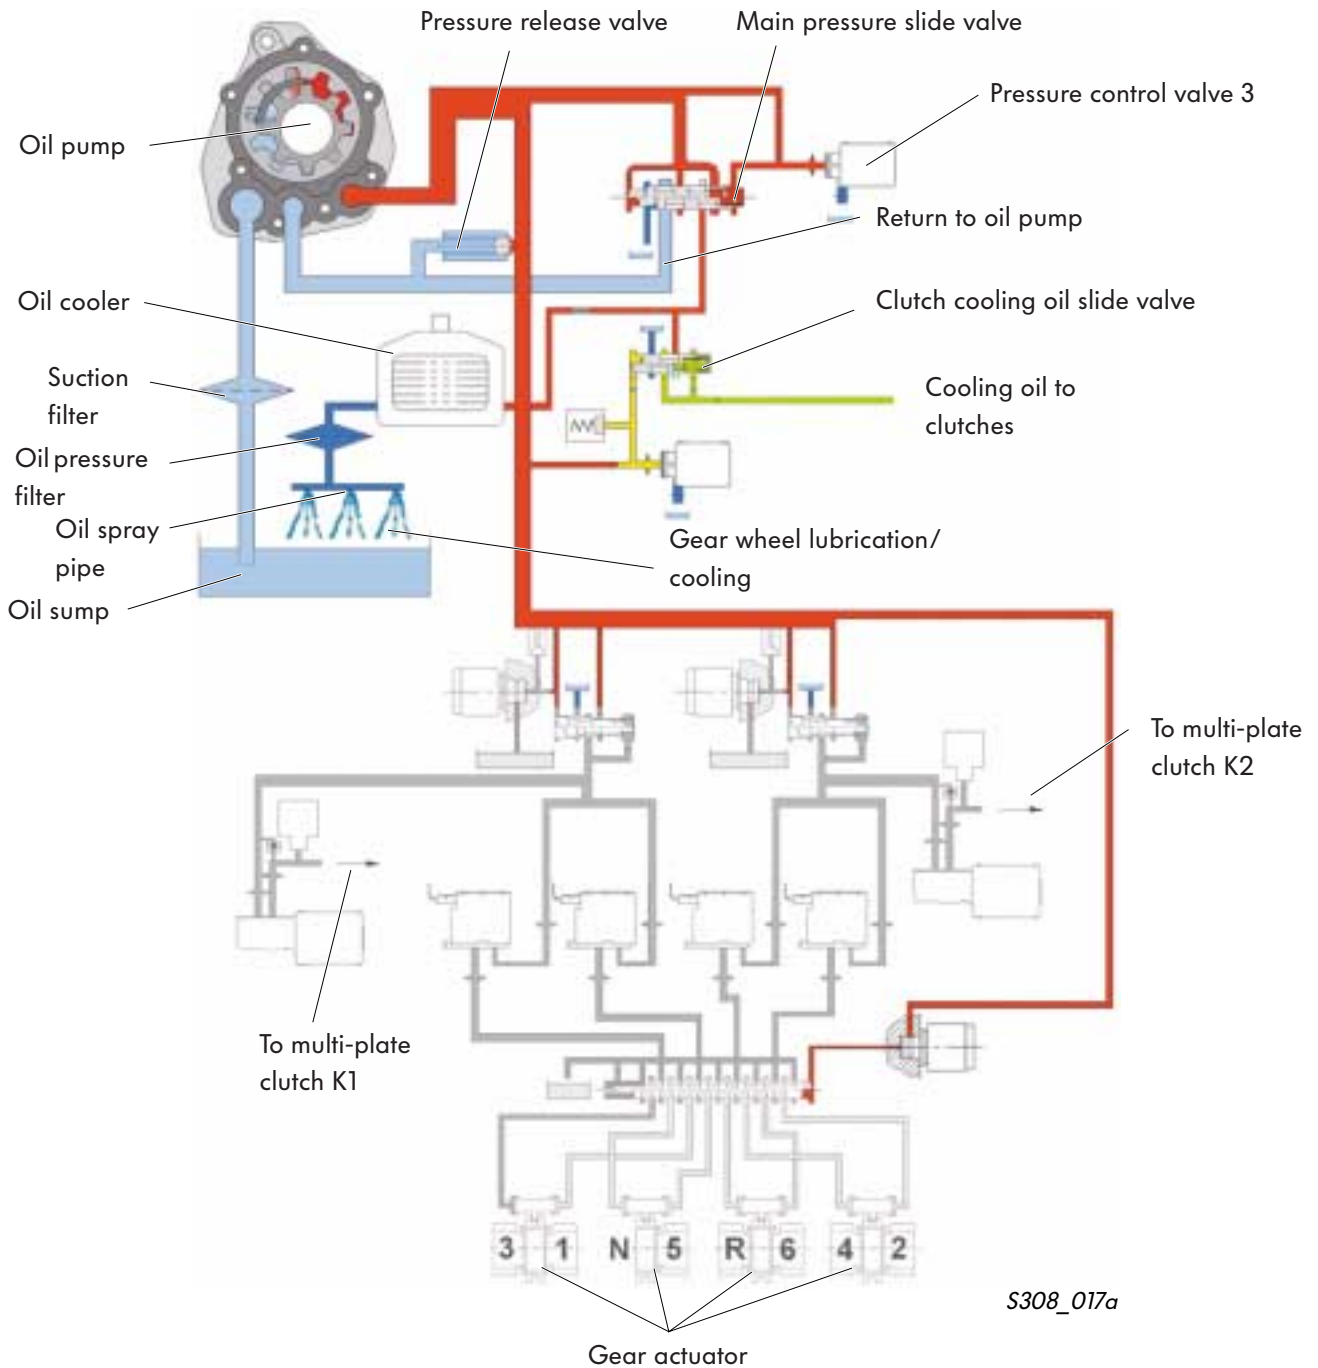 Pressure release valve
Main pressure slide valve
Pressure control valve 3
Oil pump
Return to oil pump
Oil cooler
Clutch cooling oil slide valve
Suction
filter
Cooling oil to
clutches
Oil pressure
filter
Oil spray
pipe
Gear wheel lubrication/
cooling
Oil sump
To multi-plate
clutch K2
To multi-plate
clutch K1
3 1 N 5 R 6 4 2
S308_017a
Gear actuator